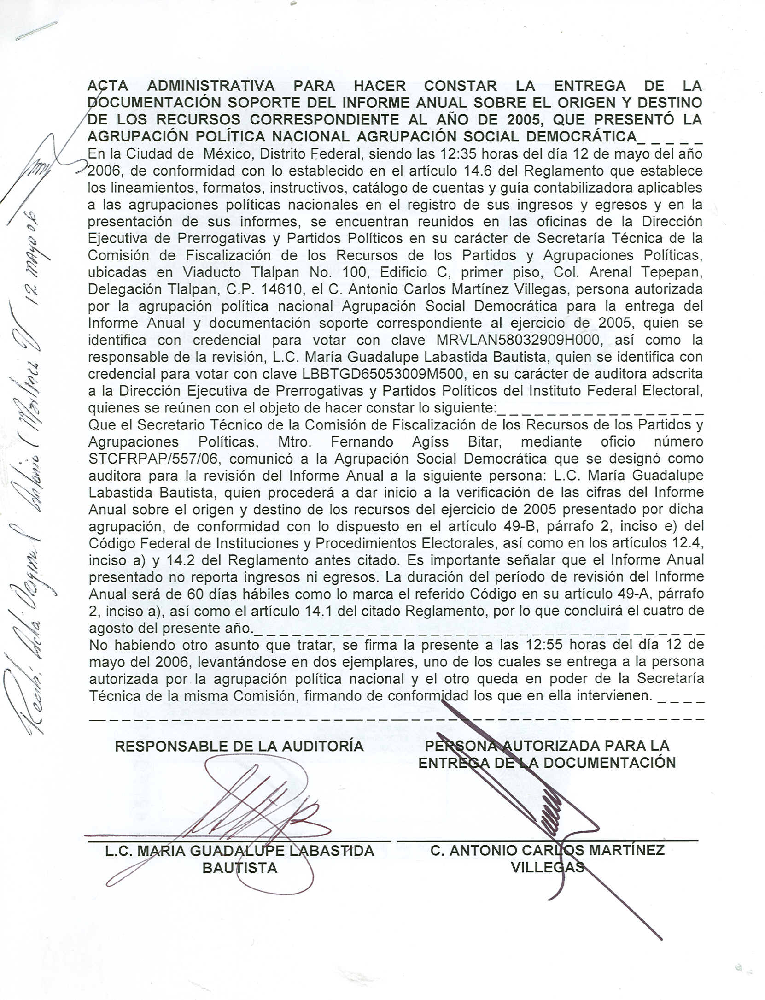 ACTA ADMINISTRATIVA PARA HACER CONSTAR LA ENTREGA DE LA
DOCUMENTACIÓN SOPORTE DEL INFORME ANUAL SOBRE EL ORIGEN Y DESTINO
DE LOS RECURSOS CORRESPONDIENTE AL AÑO DE 2005, QUE PRESENTÓ LA
AGRUPACIÓN POLÍTICA NACIONAL AGRUPACIÓN SOCIAL DEMOCRÁTICA_ _ _ _ _
En la Ciudad de México, Distrito Federal, siendo las 12:35 horas del día 12 de mayo del año
2006, de conformidad con lo establecido en el artículo 14.6 del Reglamento que establece
los lineamientos, formatos, instructivos, catálogo de cuentas y guía contabilizadora aplicables
a las agrupaciones políticas nacionales en el registro de sus ingresos y egresos y en la
presentación de sus informes, se encuentran reunidos en las oficinas de la Dirección
Ejecutiva de Prerrogativas y Partidos Políticos en su carácter de Secretaría Técnica de la
Comisión de Fiscalización de los Recursos de los Partidos y Agrupaciones Políticas,
ubicadas en Viaducto Tlalpan No. 100, Edificio C, primer piso, Col. Arenal Tepepan,
Delegación Tlalpan, C.P. 14610, el C. Antonio Carlos Martínez Villegas, persona autorizada
por la agrupación política nacional Agrupación Social Democrática para la entrega del
Informe Anual y documentación soporte correspondiente al ejercicio de 2005, quien se
identifica con credencial para votar con clave MRVLAN58032909H000, así como la
responsable de la revisión, L.C. María Guadalupe Labastida Bautista, quien se identifica con
credencial para votar con clave LBBTGD65053009M500, en su carácter de auditora adscrita
a la Dirección Ejecutiva de Prerrogativas y Partidos Políticos del Instituto Federal Electoral,
quienes se reúnen con el objeto de hacer constar lo siguiente:_ _ _ _ _ _ _ _ _ _ _ _ _ _ _ _ _
Que el Secretario Técnico de la Comisión de Fiscalización de los Recursos de los Partidos y
Agrupaciones Políticas, Mtro. Fernando Agíss Bitar, mediante oficio número
STCFRPAP/557/06, comunicó a la Agrupación Social Democrática que se designó como
auditora para la revisión del Informe Anual a la siguiente persona: L.C. María Guadalupe
Labastida Bautista, quien procederá a dar inicio a la verificación de las cifras del Informe
Anual sobre el origen y destino de los recursos del ejercicio de 2005 presentado por dicha
agrupación, de conformidad con lo dispuesto en el artículo 49-B, párrafo 2, inciso e) del
Código Federal de Instituciones y Procedimientos Electorales, así como en los artículos 12.4,
inciso a) y 14.2 del Reglamento antes citado. Es importante señalar que el Informe Anual
presentado no reporta ingresos ni egresos. La duración del período de revisión del Informe
Anual será de 60 días hábiles como lo marca el referido Código en su artículo 49-A, párrafo
2, inciso a), así como el artículo 14.1 del citado Reglamento, por lo que concluirá el cuatro de
agosto del presente año._ _ _ _ _ _ _ _ _ _ _ _ _ _ _ _ _ _ _ _ _ _ _ _ _ _ _ _ _ _ _ _ _ _ _ _
No habiendo otro asunto que tratar, se firma la presente a las 12:55 horas del día 12 de
mayo del 2006, levantándose en dos ejemplares, uno de los cuales se entrega a la persona
autorizada por la agrupación política nacional y el otro queda en poder de la Secretaría
Técnica de la misma Comisión, firmando de conformidad los que en ella intervienen. _ _ _ _
RESPONSABLE DE LA AUDITORÍA
PERSONA AUTORIZADA PARA LA
ENTREGA DE LA DOCUMENTACIÓN
L.C. MARIA GUADALUPE LABASTIDA
BAUTISTA
C. ANTONIO CARLOS MARTÍNEZ
VILLEGAS
Recibí Acta Original Antonio C Martínez V 12 mayo 06